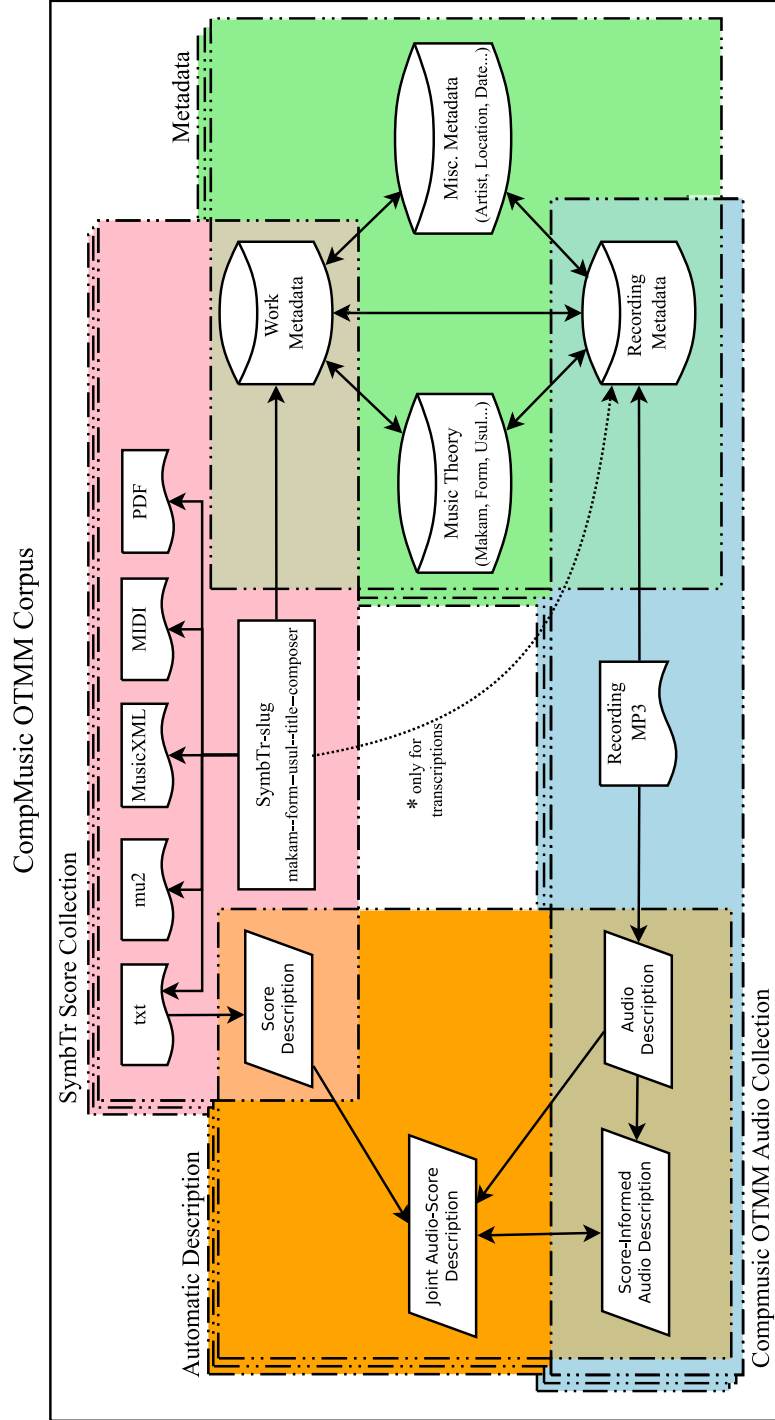 CompMusic OTMM Corpus
SymbTr Score Collection
Metadata
txt
mu2
MusicXML
MIDI
PDF
Score
Description
SymbTr-slug
makam--form--usul--title--composer
Work
Metadata
Automatic Description
Joint Audio-Score
Description
* only for
transcriptions
Music Theory
(Makam, Form, Usul...)
Misc. Metadata
(Artist, Location, Date...)
Score-Informed
Audio Description
Audio
Description
Recording
MP3
Recording
Metadata
Compmusic OTMM Audio Collection